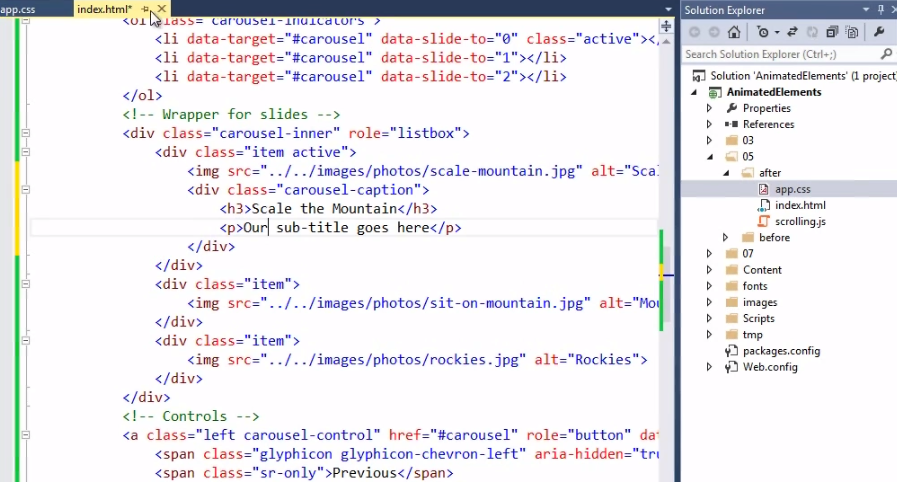 app.css
index.html*
<ol class="carousel-indicators">
<li data-target="#carousel" data-slide-to="0" class="active"></
<li data-target="#carousel" data-slide-to="1"></li>
<li data-target="#carousel" data-slide-to="2"></li>
</ol>
<!-- Wrapper for slides -->
<div class="carousel-inner" role="listbox">
<div class="item active">
<img src="../../images/photos/scale-mountain.jpg" alt="Scal
<div class="carousel-caption">
<h3>Scale the Mountain</h3>
<p>Our sub-title goes here</p>
</div>
</div>
<div class="item">
<img src="../../images/photos/sit-on-mountain.jpg" alt="Mou
</div>
<div class="item">
<img src="../../images/photos/rockies.jpg" alt="Rockies">
</div>
</div>
<!-- Controls -->
<a class="left carousel-control" href="#carousel" role="button" dat
<span class="glyphicon glyphicon-chevron-left" aria-hidden="tru
<span class="sr-only">Previous</span>
Solution Explorer
Search Solution Explorer (Ctrl+;)
Solution 'AnimatedElements' (1 project)
AnimatedElements
Properties
References
03
05
after
app.css
index.html
scrolling.js
before
07
Content
fonts
images
Scripts
tmp
packages.config
Web.config